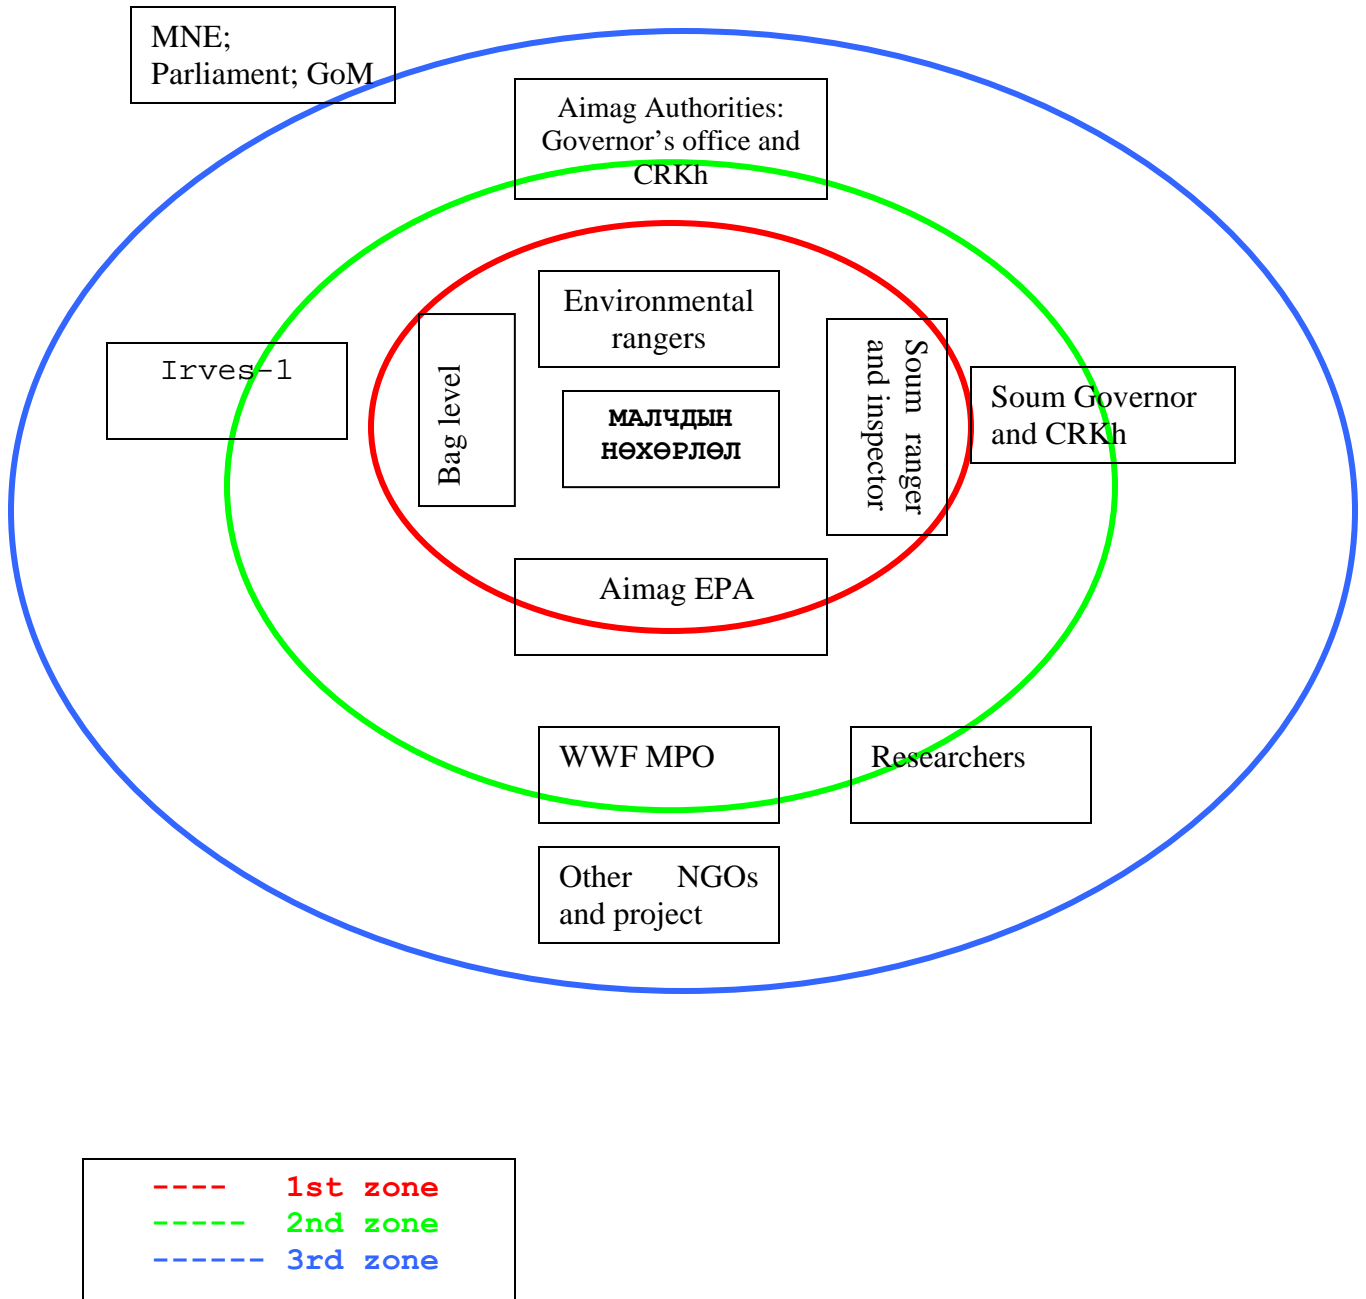 MNE;
Parliament; GoM
Aimag Authorities:
Governor’s office and
CRKh
Environmental
rangers
Irves-1
Bag level
МАЛЧДЫН
НӨХӨРЛӨЛ
Soum ranger
and inspector
Soum Governor
and CRKh
Aimag EPA
WWF MPO
Researchers
Other NGOs
and project
---- 1st zone
----- 2nd zone
------ 3rd zone